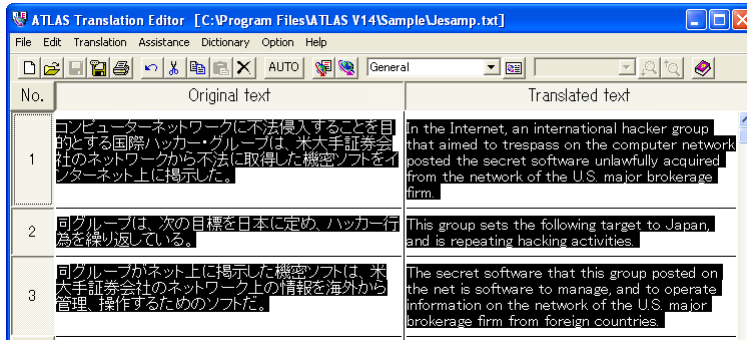 ATLAS Translation Editor [C:\Program Files\ATLAS V14\Sample\Jesamp.txt]
File Edit Translation Assistance Dictionary Option Help
AUTO General
No. Original text Translated text
1
コンピューターネットワークに不法侵入することを目
的とする国際ハッカー・グループは、米大手証券会
社のネットワークから不法に取得した機密ソフトをイ
ンターネット上に掲示した。
In the Internet, an international hacker group
that aimed to trespass on the computer network
posted the secret software unlawfully acquired
from the network of the U.S. major brokerage
firm.
2
同グループは、次の目標を日本に定め、ハッカー行
為を繰り返している。
This group sets the following target to Japan,
and is repeating hacking activities.
3
同グループがネット上に掲示した機密ソフトは、米
大手証券会社のネットワーク上の情報を海外から
管理、操作するためのソフトだ。
The secret software that this group posted on
the net is software to manage, and to operate
information on the network of the U.S. major
brokerage firm from foreign countries.